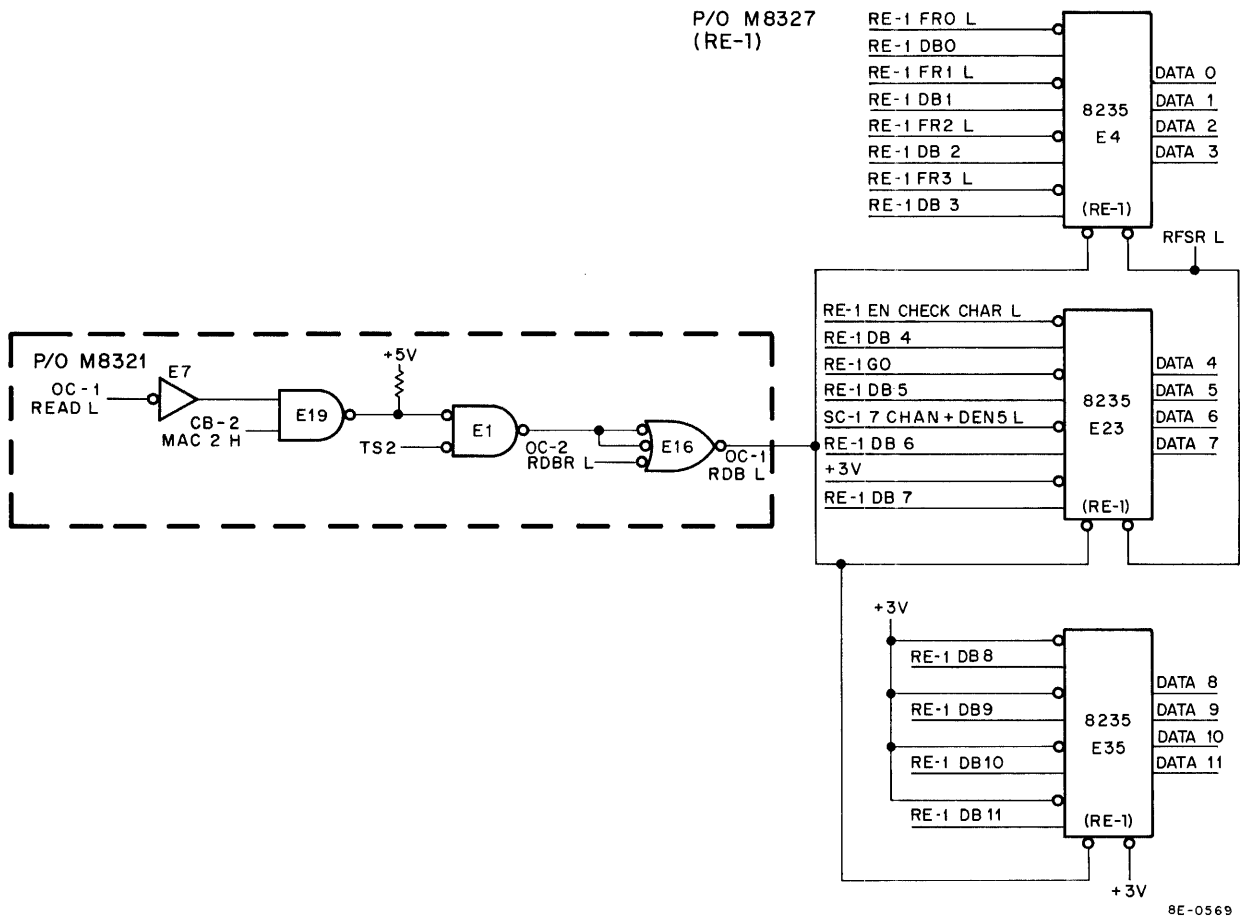 P/O M8327
(RE-1)
RE-1 FR0 L
RE-1 DB0
RE-1 FR1 L
RE-1 DB1
RE-1 FR2 L
RE-1 DB 2
RE-1 FR3 L
RE-1 DB 3
8235
E4
(RE-1)
DATA 0
DATA 1
DATA 2
DATA 3
RFSR L
P/O M8321
OC-1
READ L
E7
CB-2
MAC 2 H
E19
+5V
TS2
E1
OC-2
RDBR L
E16
OC-1
RDB L
RE-1 EN CHECK CHAR L
RE-1 DB 4
RE-1 GO
RE-1 DB 5
SC-1 7 CHAN + DEN5 L
RE-1 DB 6
+3V
RE-1 DB 7
8235
E23
(RE-1)
DATA 4
DATA 5
DATA 6
DATA 7
+3V
RE-1 DB 8
RE-1 DB9
RE-1 DB10
RE-1 DB 11
8235
E35
(RE-1)
DATA 8
DATA 9
DATA 10
DATA 11
+3V
8E-0569